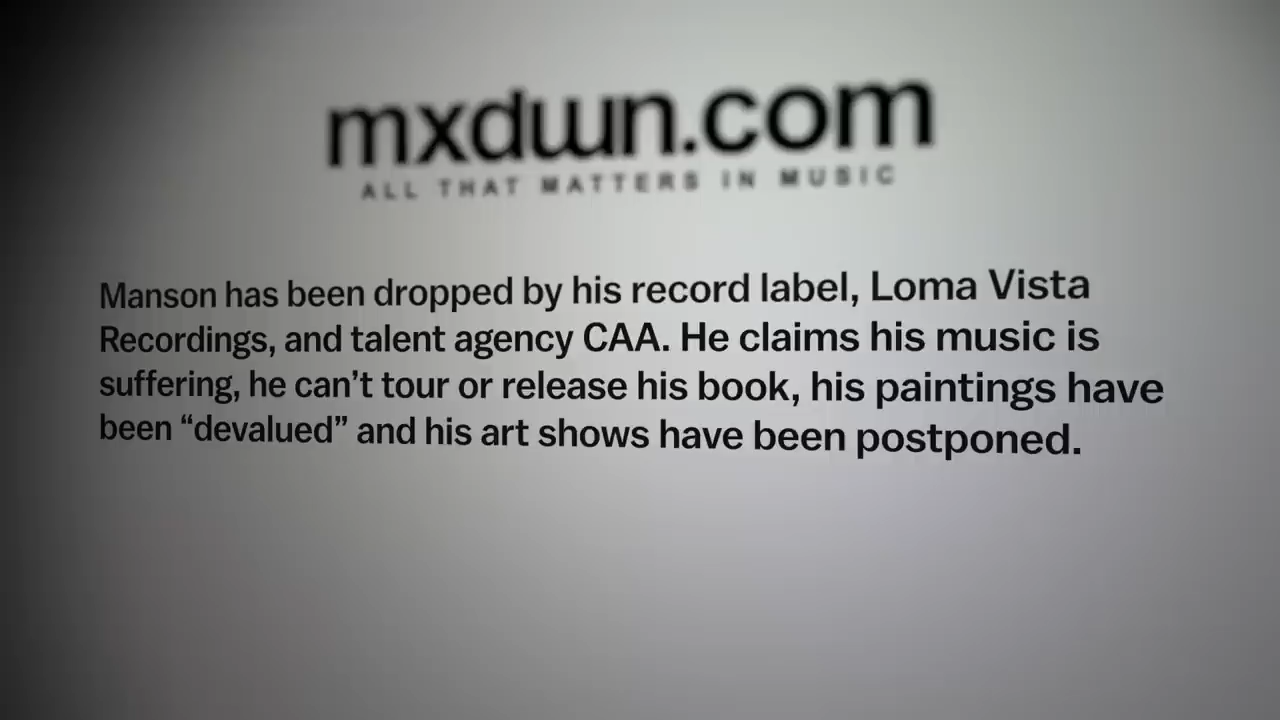 mxdwn.com
ALL THAT MATTERS IN MUSIC
Manson has been dropped by his record label, Loma Vista
Recordings, and talent agency CAA. He claims his music is
suffering, he can’t tour or release his book, his paintings have
been “devalued” and his art shows have been postponed.